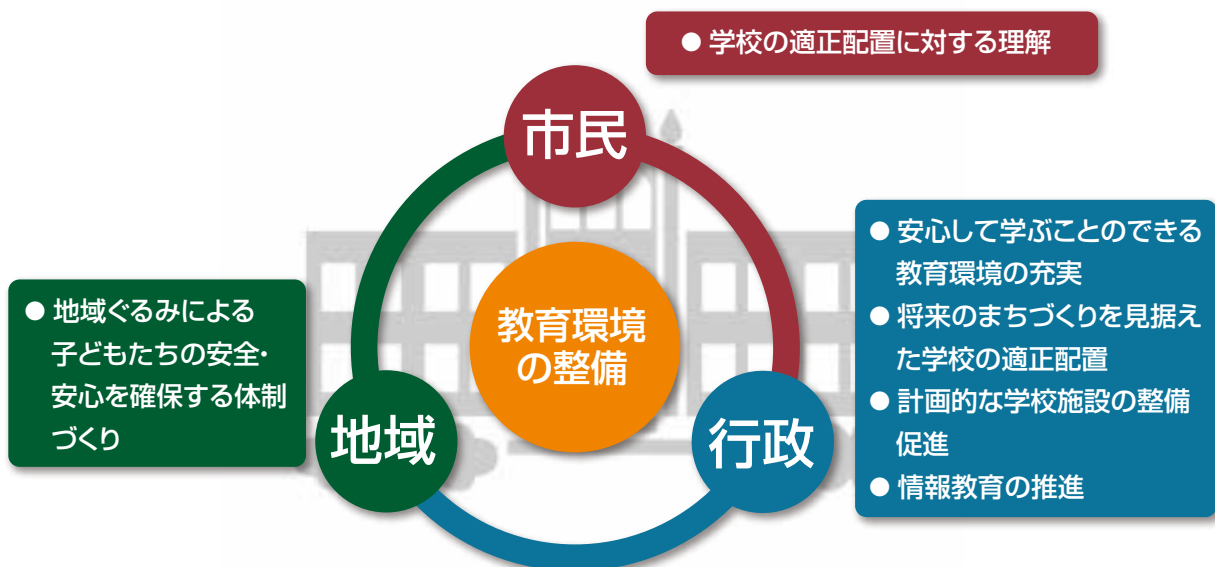 ● 学校の適正配置に対する理解
市民
教育環境
の整備
● 地域ぐるみによる
子どもたちの安全・
安心を確保する体制
づくり
地域
行政
● 安心して学ぶことのできる
教育環境の充実
● 将来のまちづくりを見据え
た学校の適正配置
● 計画的な学校施設の整備
促進
● 情報教育の推進